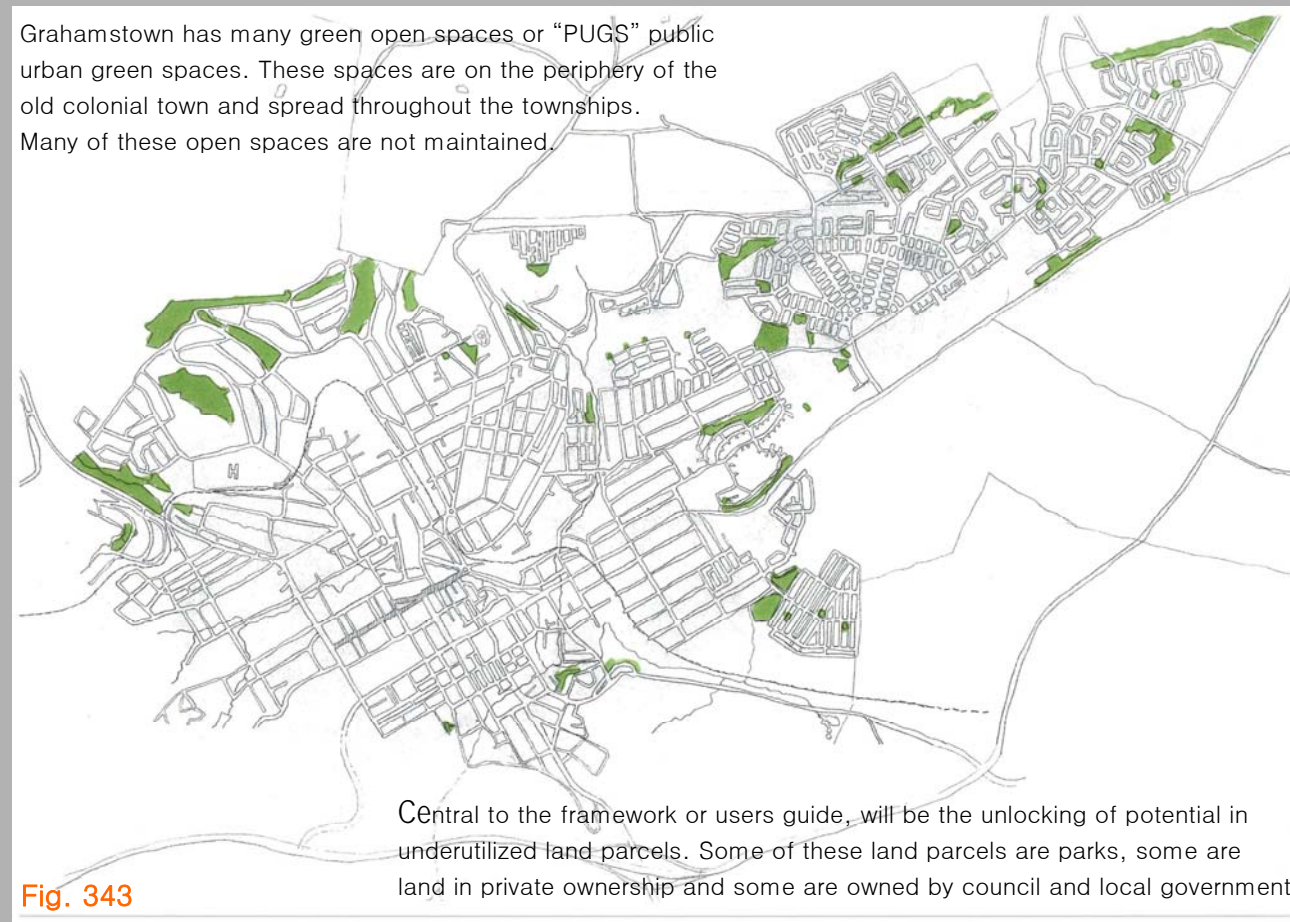 Grahamstown has many green open spaces or “PUGS” public
urban green spaces. These spaces are on the periphery of the
old colonial town and spread throughout the townships.
Many of these open spaces are not maintained.
H
Central to the framework or users guide, will be the unlocking of potential in
underutilized land parcels. Some of these land parcels are parks, some are
land in private ownership and some are owned by council and local government
Fig. 343